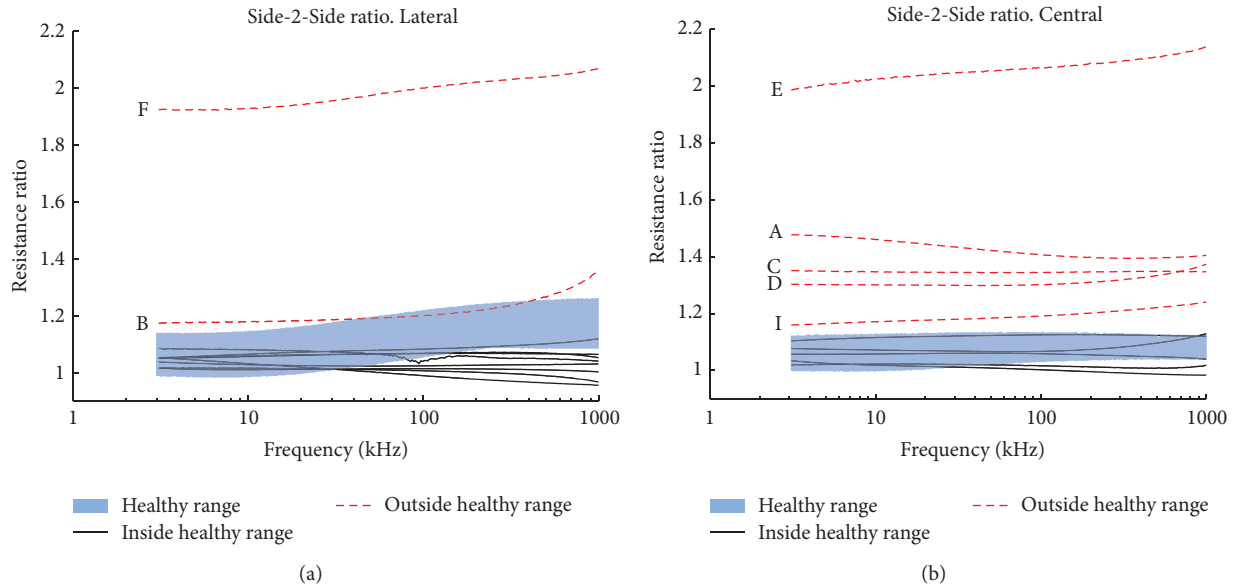 Side-2-Side ratio. Lateral
2.2
2
1.8
1.6
1.4
1.2
1
Resistance ratio
F
B
1
10
100
1000
Frequency (kHz)
Healthy range
Inside healthy range
Outside healthy range
(a)
Side-2-Side ratio. Central
2.2
2
1.8
1.6
1.4
1.2
1
Resistance ratio
E
A
C
D
I
1
10
100
1000
Frequency (kHz)
Healthy range
Inside healthy range
Outside healthy range
(b)